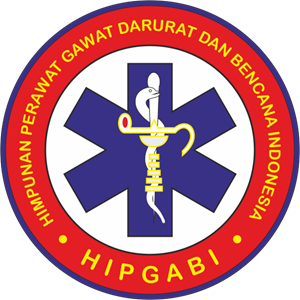 HIMPUNAN PERAWAT GAWAT DARURAT DAN BENCANA INDONESIA
• HIPGABI •